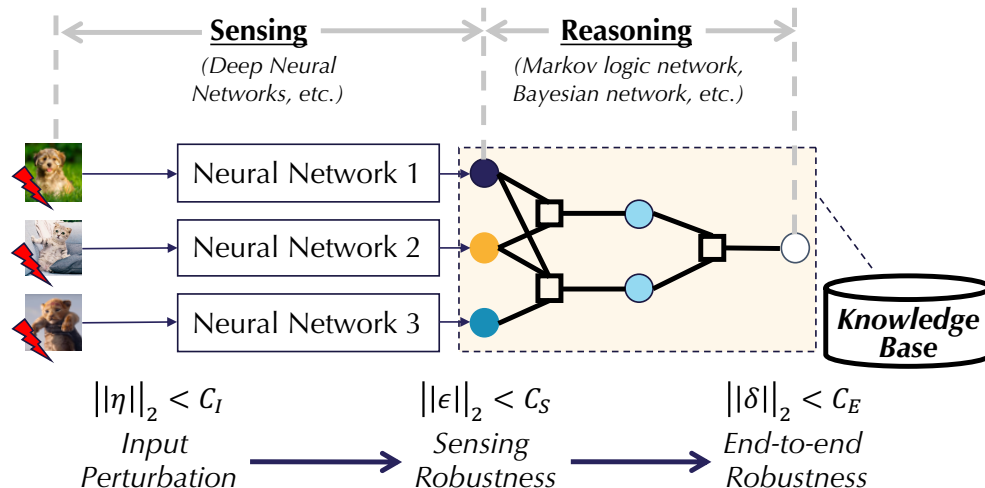 Sensing
(Deep Neural
Networks, etc.)
Reasoning
(Markov logic network,
Bayesian network, etc.)
Neural Network 1
Neural Network 2
Neural Network 3
Knowledge
Base
||η||₂ < C_I
Input
Perturbation
||ϵ||₂ < C_S
Sensing
Robustness
||δ||₂ < C_E
End-to-end
Robustness